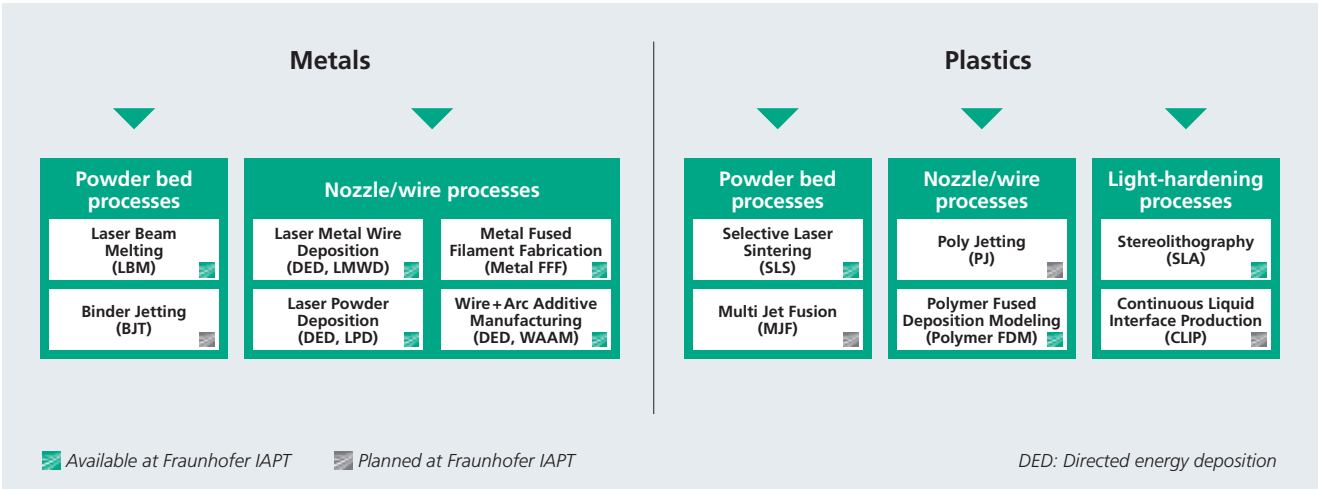 Metals
Powder bed
processes
Laser Beam
Melting
(LBM)
Binder Jetting
(BJT)
Nozzle/wire processes
Laser Metal Wire
Deposition
(DED, LMWD)
Metal Fused
Filament Fabrication
(Metal FFF)
Laser Powder
Deposition
(DED, LPD)
Wire+Arc Additive
Manufacturing
(DED, WAAM)
Plastics
Powder bed
processes
Selective Laser
Sintering
(SLS)
Multi Jet Fusion
(MJF)
Nozzle/wire
processes
Poly Jetting
(PJ)
Polymer Fused
Deposition Modeling
(Polymer FDM)
Light-hardening
processes
Stereolithography
(SLA)
Continuous Liquid
Interface Production
(CLIP)
Available at Fraunhofer IAPT
Planned at Fraunhofer IAPT
DED: Directed energy deposition